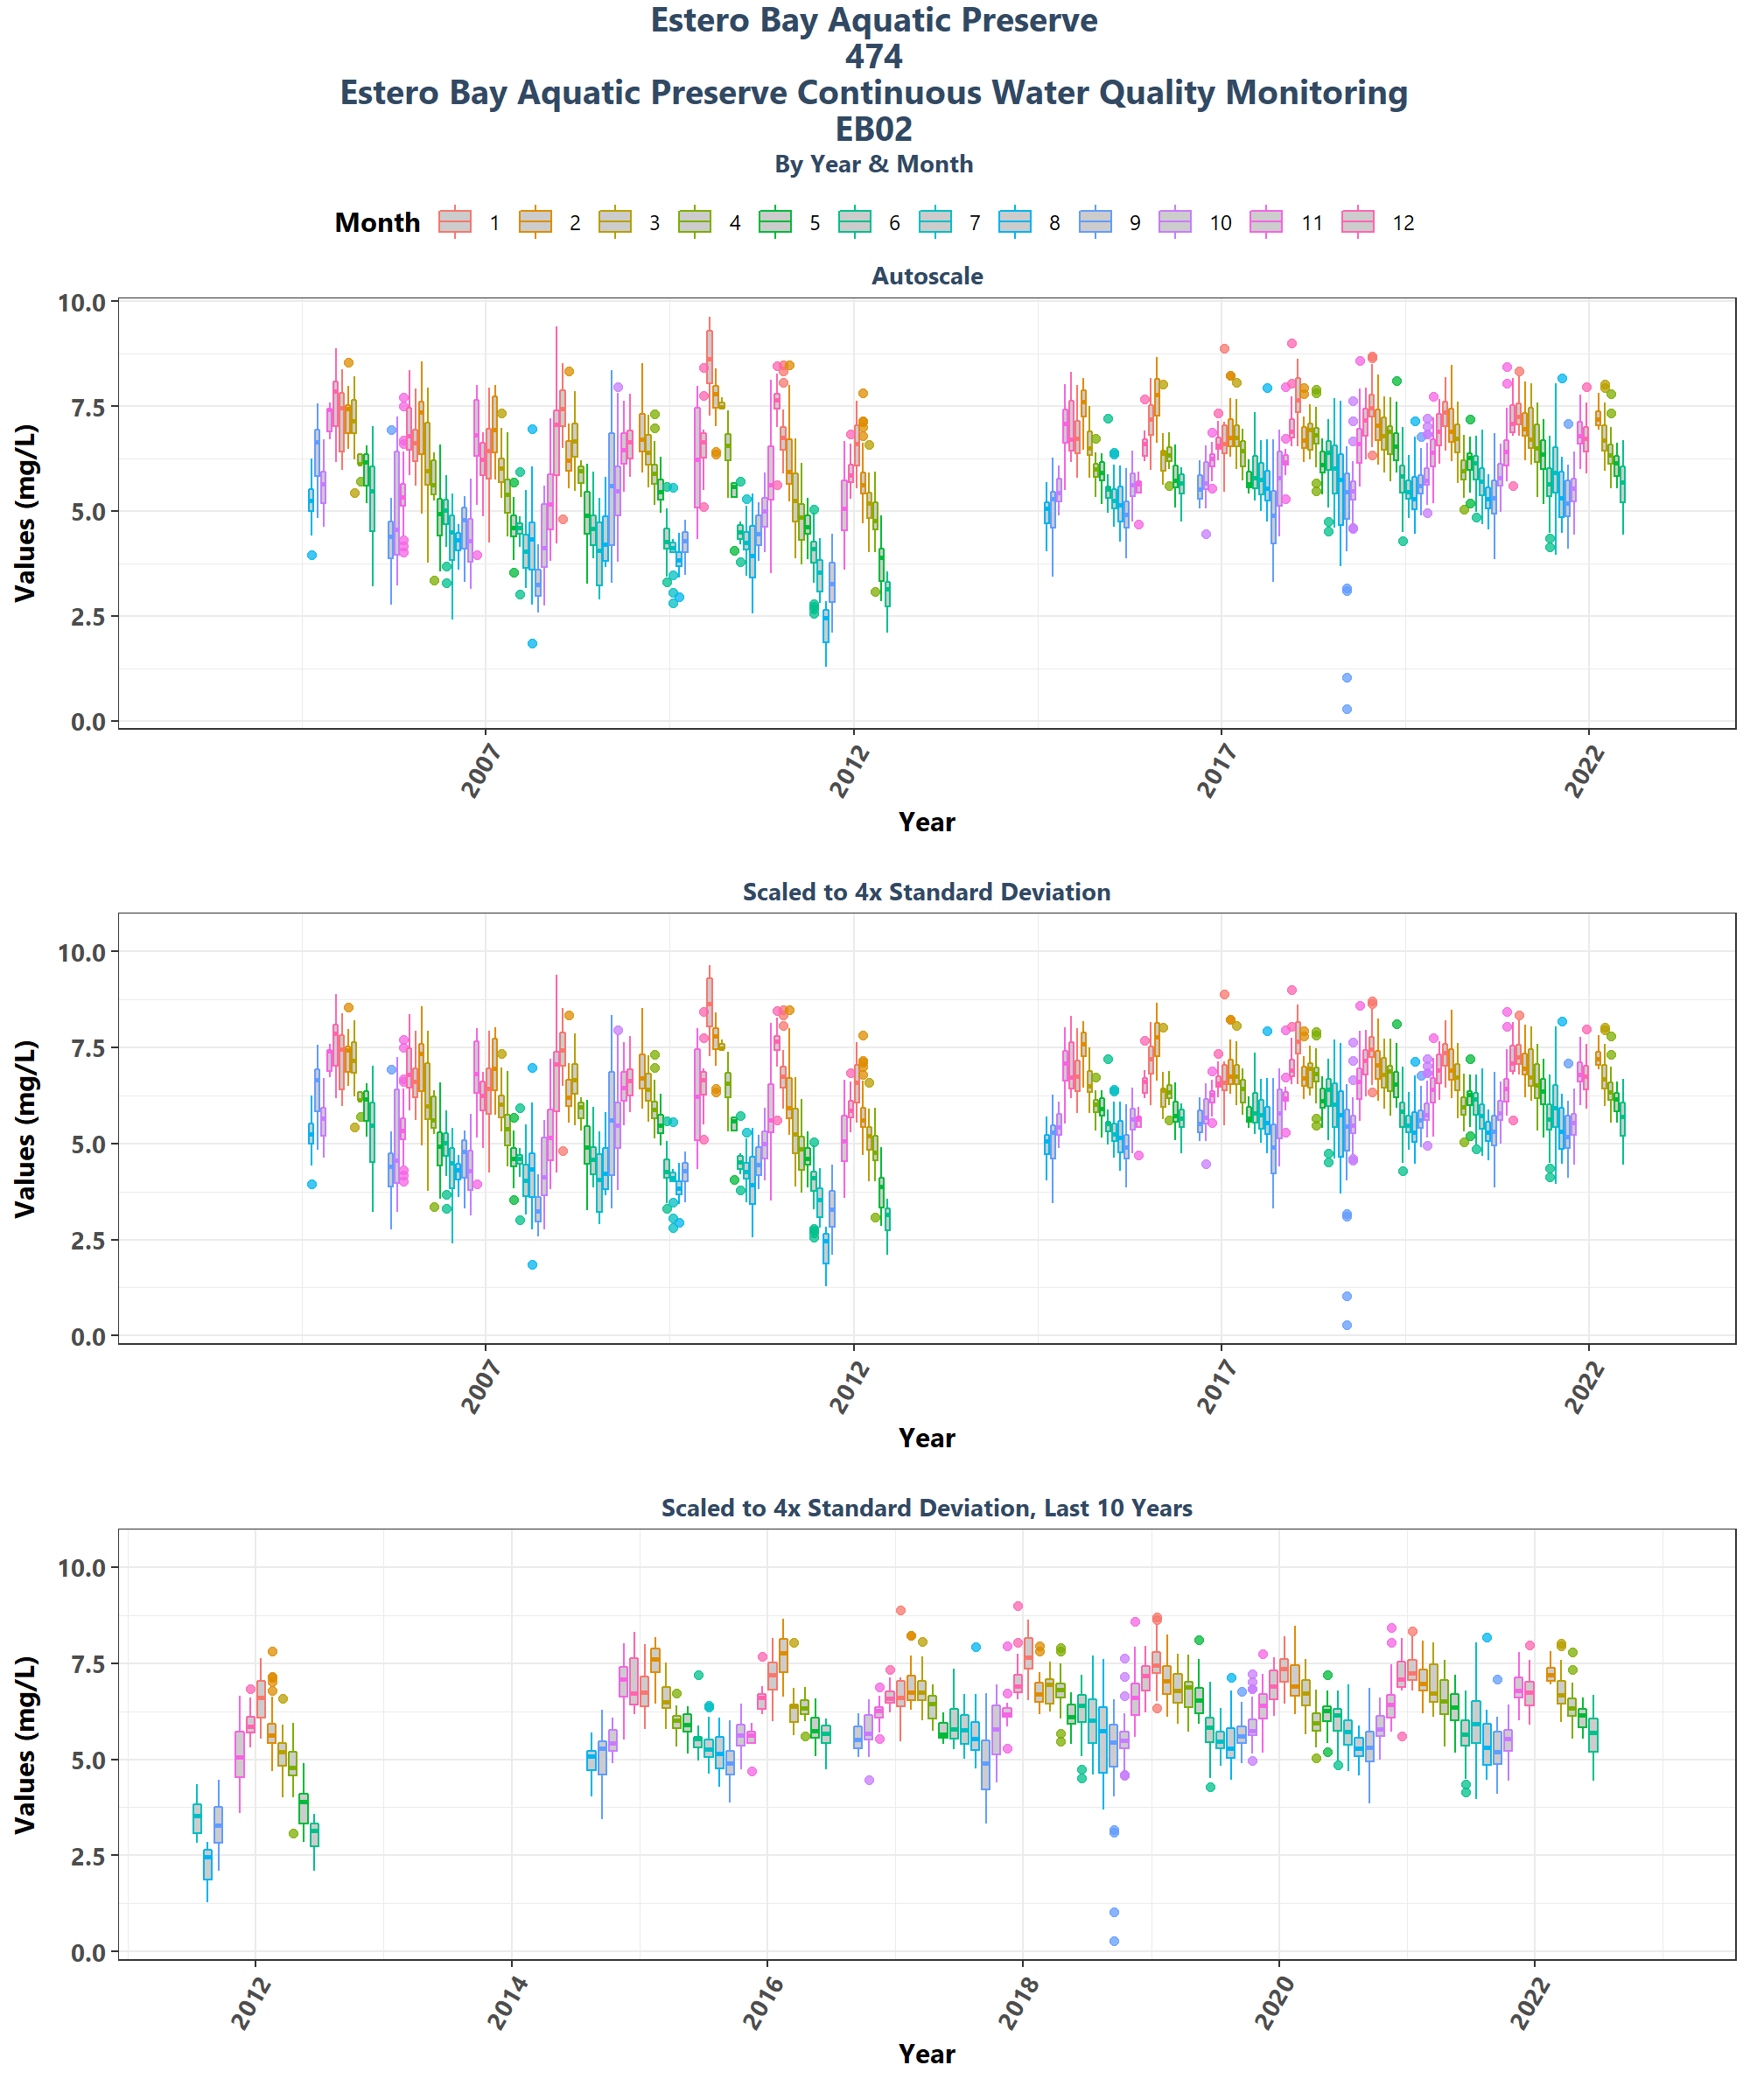 Estero Bay Aquatic Preserve
474
Estero Bay Aquatic Preserve Continuous Water Quality Monitoring
EB02
By Year & Month
Month 1 2 3 4 5 6 7 8 9 10 11 12
Autoscale
Values (mg/L)
10.0
7.5
5.0
2.5
0.0
2007 2012 2017 2022
Year
Scaled to 4x Standard Deviation
Values (mg/L)
10.0
7.5
5.0
2.5
0.0
2007 2012 2017 2022
Year
Scaled to 4x Standard Deviation, Last 10 Years
Values (mg/L)
10.0
7.5
5.0
2.5
0.0
2012 2014 2016 2018 2020 2022
Year